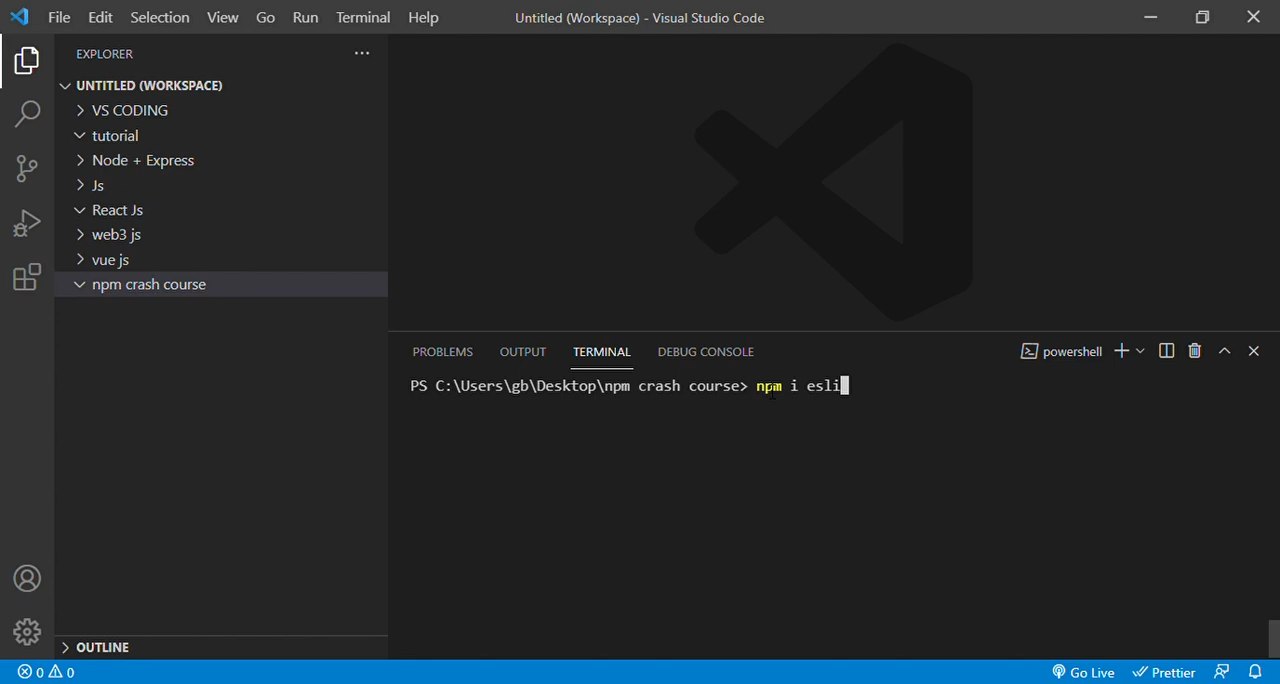 File Edit Selection View Go Run Terminal Help Untitled (Workspace) - Visual Studio Code
EXPLORER
UNTITLED (WORKSPACE)
VS CODING
tutorial
Node + Express
Js
React Js
web3 js
vue js
npm crash course
PROBLEMS OUTPUT TERMINAL DEBUG CONSOLE powershell
PS C:\Users\gb\Desktop\npm crash course> npm i esli
OUTLINE
0 0 Go Live Prettier